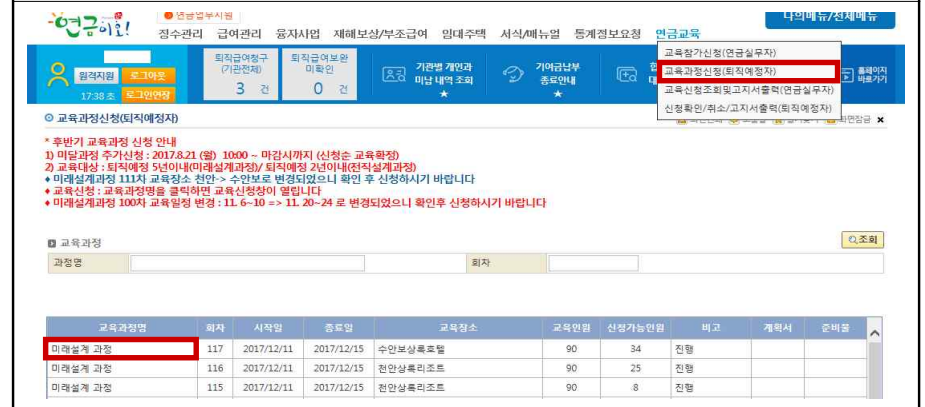 연금이호!
연금업무지원
나의메뉴/전체메뉴
징수관리 급여관리 융자사업 재해보상/부조급여 임대주택 서식/매뉴얼 통계정보요청 연금교육
원격지원 로그아웃
17:38 초 로그인연장
퇴직급여청구
(기관전체)
3 건
퇴직급여보완
미확인
0 건
기관별 개인과
미납 내역 조회
★
기여금납부
종료안내
★
홈페이지
바로가기
교육참가신청(연금실무자)
교육과정신청(퇴직예정자)
교육신청조회및고지서출력(연금실무자)
신청확인/취소/고지서출력(퇴직예정자)
교육과정신청(퇴직예정자)
화면잠금 ×
* 후반기 교육과정 신청 안내
1) 미달과정 추가신청 : 2017.8.21 (월) 10:00 ~ 마감시까지 (신청순 교육확정)
2) 교육대상 : 퇴직예정 5년이내(미래설계과정)/ 퇴직예정 2년이내(전직설계과정)
♦ 미래설계과정 111차 교육장소 천안-> 수안보로 변경되었으니 확인 후 신청하시기 바랍니다
♦ 교육신청 : 교육과정명을 클릭하면 교육신청창이 열립니다
♦ 미래설계과정 100차 교육일정 변경 : 11. 6~10 => 11. 20~24 로 변경되었으니 확인후 신청하시기 바랍니다
교육과정
조회
과정명 회차
교육과정명 회차 시작일 종료일 교육장소 교육인원 신청가능인원 비고 계획서 준비물
미래설계 과정 117 2017/12/11 2017/12/15 수안보상록호텔 90 34 진행
미래설계 과정 116 2017/12/11 2017/12/15 천안상록리조트 90 25 진행
미래설계 과정 115 2017/12/11 2017/12/15 천안상록리조트 90 8 진행